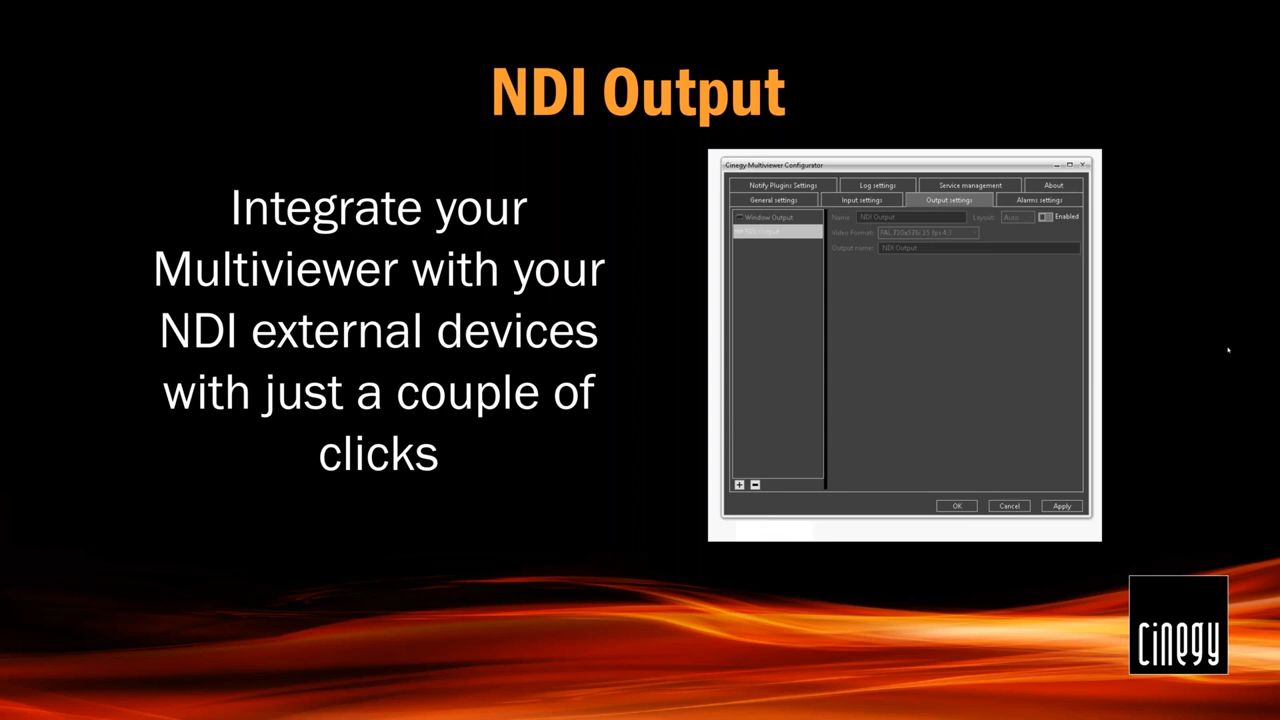 NDI Output
Integrate your
Multiviewer with your
NDI external devices
with just a couple of
clicks
Cinegy Multiviewer Configurator
Notify Plugins Settings
Log settings
Service management
About
General settings
Input settings
Output settings
Alarms settings
Window Output
NDI Output
Name
NDI Output
Layout:
Auto
Enabled
Video Format:
Output name:
NDI Output
OK
Cancel
Apply
cinegy